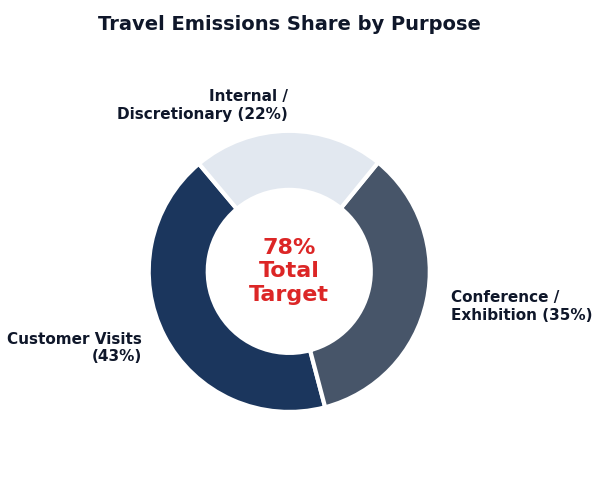 Travel Emissions Share by Purpose
Internal /
Discretionary (22%)
78%
Total
Target
Conference /
Exhibition (35%)
Customer Visits
(43%)